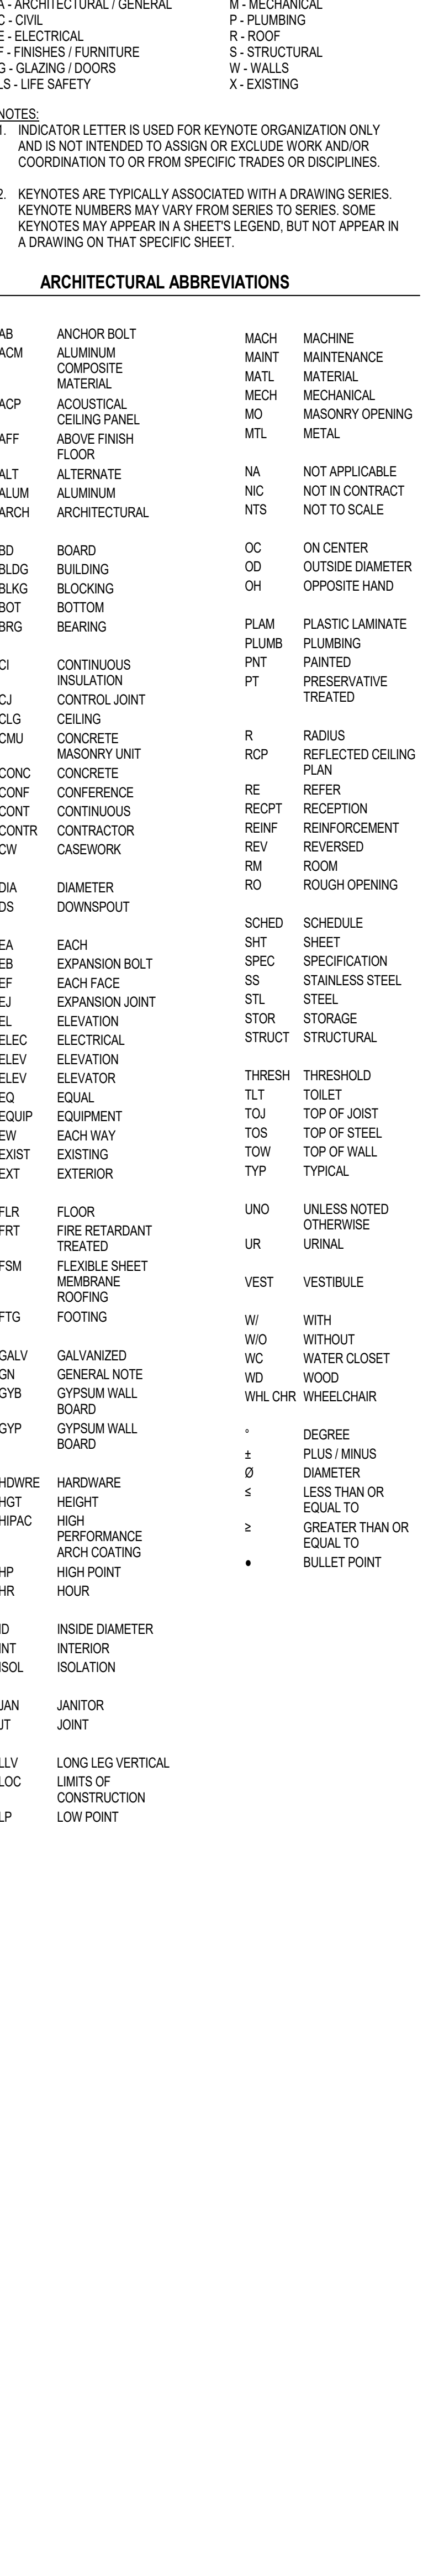 A - ARCHITECTURAL / GENERAL
C - CIVIL
E - ELECTRICAL
F - FINISHES / FURNITURE
G - GLAZING / DOORS
LS - LIFE SAFETY
M - MECHANICAL
P - PLUMBING
R - ROOF
S - STRUCTURAL
W - WALLS
X - EXISTING
NOTES:
1. INDICATOR LETTER IS USED FOR KEYNOTE ORGANIZATION ONLY
AND IS NOT INTENDED TO ASSIGN OR EXCLUDE WORK AND/OR
COORDINATION TO OR FROM SPECIFIC TRADES OR DISCIPLINES.
2. KEYNOTES ARE TYPICALLY ASSOCIATED WITH A DRAWING SERIES.
KEYNOTE NUMBERS MAY VARY FROM SERIES TO SERIES. SOME
KEYNOTES MAY APPEAR IN A SHEET'S LEGEND, BUT NOT APPEAR IN
A DRAWING ON THAT SPECIFIC SHEET.
ARCHITECTURAL ABBREVIATIONS
AB ANCHOR BOLT
ACM ALUMINUM
COMPOSITE
MATERIAL
ACP ACOUSTICAL
CEILING PANEL
AFF ABOVE FINISH
FLOOR
ALT ALTERNATE
ALUM ALUMINUM
ARCH ARCHITECTURAL
BD BOARD
BLDG BUILDING
BLKG BLOCKING
BOT BOTTOM
BRG BEARING
CI CONTINUOUS
INSULATION
CJ CONTROL JOINT
CLG CEILING
CMU CONCRETE
MASONRY UNIT
CONC CONCRETE
CONF CONFERENCE
CONT CONTINUOUS
CONTR CONTRACTOR
CW CASEWORK
DIA DIAMETER
DS DOWNSPOUT
EA EACH
EB EXPANSION BOLT
EF EACH FACE
EJ EXPANSION JOINT
EL ELEVATION
ELEC ELECTRICAL
ELEV ELEVATION
ELEV ELEVATOR
EQ EQUAL
EQUIP EQUIPMENT
EW EACH WAY
EXIST EXISTING
EXT EXTERIOR
FLR FLOOR
FRT FIRE RETARDANT
TREATED
FSM FLEXIBLE SHEET
MEMBRANE
ROOFING
FTG FOOTING
GALV GALVANIZED
GN GENERAL NOTE
GYB GYPSUM WALL
BOARD
GYP GYPSUM WALL
BOARD
HDWRE HARDWARE
HGT HEIGHT
HIPAC HIGH
PERFORMANCE
ARCH COATING
HP HIGH POINT
HR HOUR
ID INSIDE DIAMETER
INT INTERIOR
ISOL ISOLATION
JAN JANITOR
JT JOINT
LLV LONG LEG VERTICAL
LOC LIMITS OF
CONSTRUCTION
LP LOW POINT
MACH MACHINE
MAINT MAINTENANCE
MATL MATERIAL
MECH MECHANICAL
MO MASONRY OPENING
MTL METAL
NA NOT APPLICABLE
NIC NOT IN CONTRACT
NTS NOT TO SCALE
OC ON CENTER
OD OUTSIDE DIAMETER
OH OPPOSITE HAND
PLAM PLASTIC LAMINATE
PLUMB PLUMBING
PNT PAINTED
PT PRESERVATIVE
TREATED
R RADIUS
RCP REFLECTED CEILING
PLAN
RE REFER
RECPT RECEPTION
REINF REINFORCEMENT
REV REVERSED
RM ROOM
RO ROUGH OPENING
SCHED SCHEDULE
SHT SHEET
SPEC SPECIFICATION
SS STAINLESS STEEL
STL STEEL
STOR STORAGE
STRUCT STRUCTURAL
THRESH THRESHOLD
TLT TOILET
TOJ TOP OF JOIST
TOS TOP OF STEEL
TOW TOP OF WALL
TYP TYPICAL
UNO UNLESS NOTED
OTHERWISE
UR URINAL
VEST VESTIBULE
W/ WITH
W/O WITHOUT
WC WATER CLOSET
WD WOOD
WHL CHR WHEELCHAIR
° DEGREE
± PLUS / MINUS
Ø DIAMETER
≤ LESS THAN OR
EQUAL TO
≥ GREATER THAN OR
EQUAL TO
● BULLET POINT